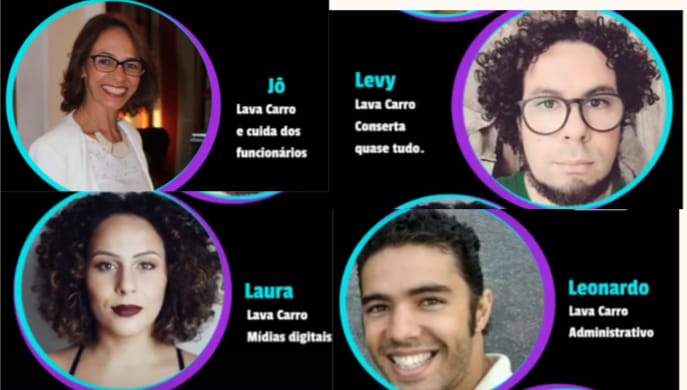 Jô
Lava Carro
e cuida dos
funcionários
Levy
Lava Carro
Conserta
quase tudo.
Laura
Lava Carro
Mídias digitais
Leonardo
Lava Carro
Administrativo